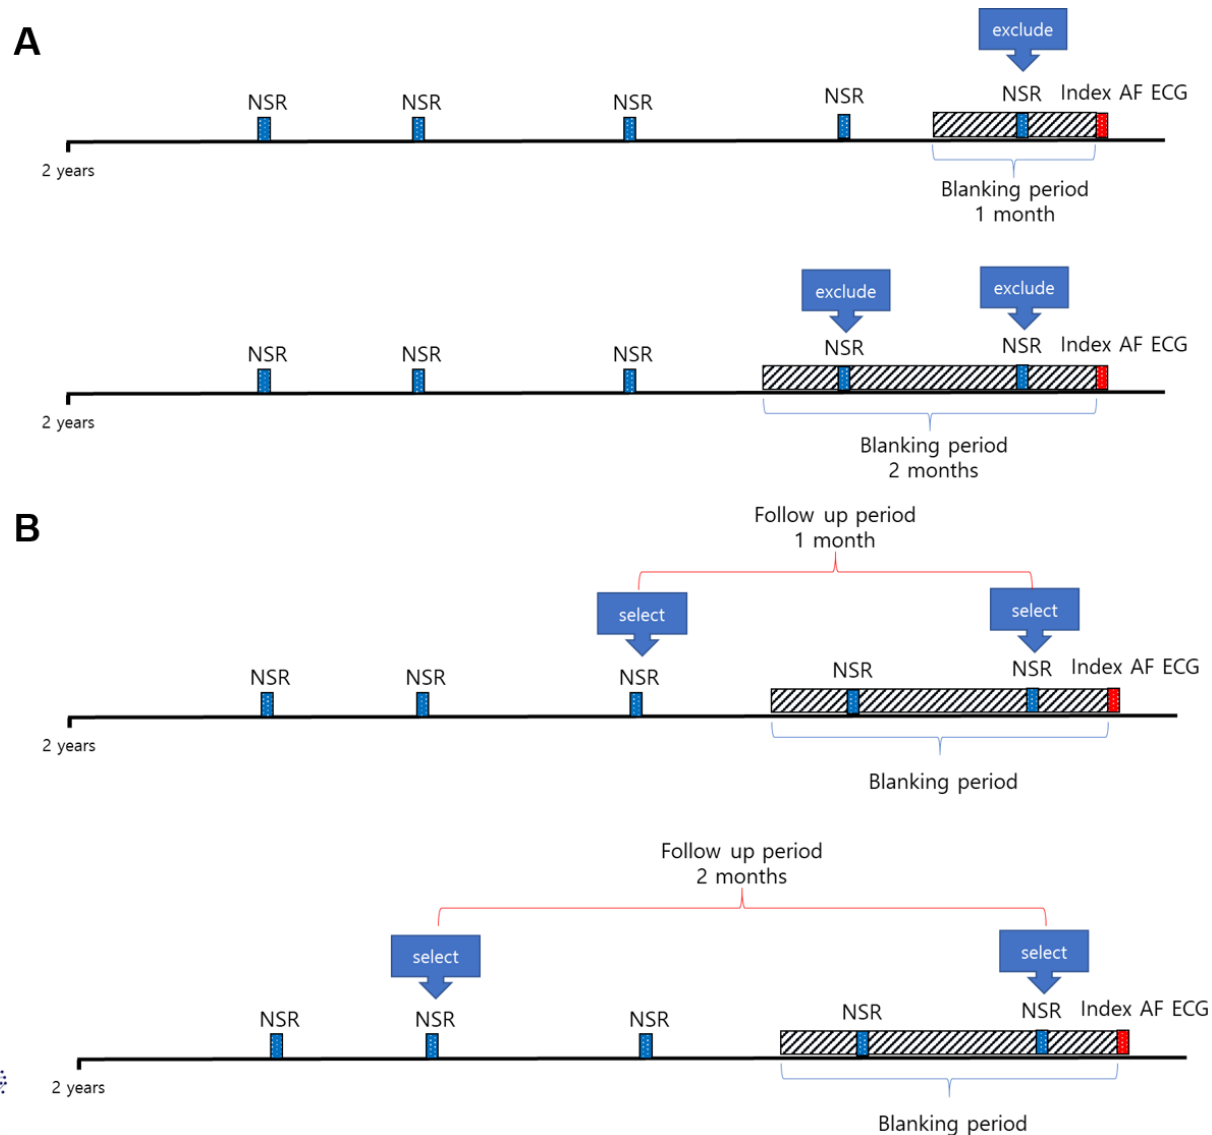 A
exclude
NSR
NSR
NSR
NSR
NSR
Index AF ECG
2 years
Blanking period
1 month
exclude
exclude
NSR
NSR
NSR
NSR
NSR
Index AF ECG
2 years
Blanking period
2 months
B
Follow up period
1 month
select
select
NSR
NSR
NSR
NSR
NSR
Index AF ECG
2 years
Blanking period
Follow up period
2 months
select
select
NSR
NSR
NSR
NSR
NSR
Index AF ECG
2 years
Blanking period